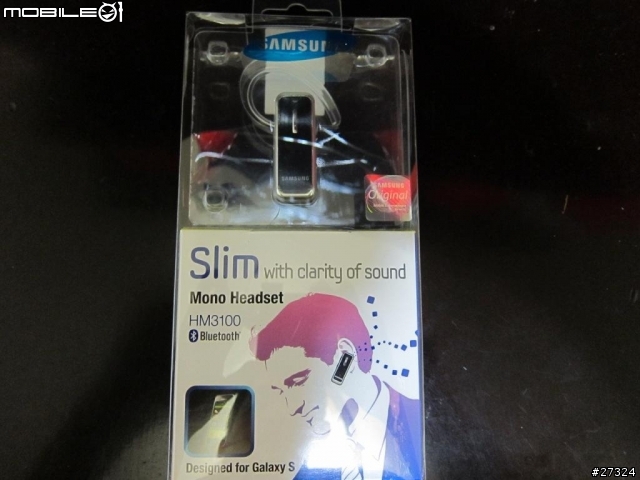 MOBILE01
SAMSUNG
SAMSUNG
SAMSUNG
Original
Slim with clarity of sound
Mono Headset
HM3100
Bluetooth
Designed for Galaxy S
#27324